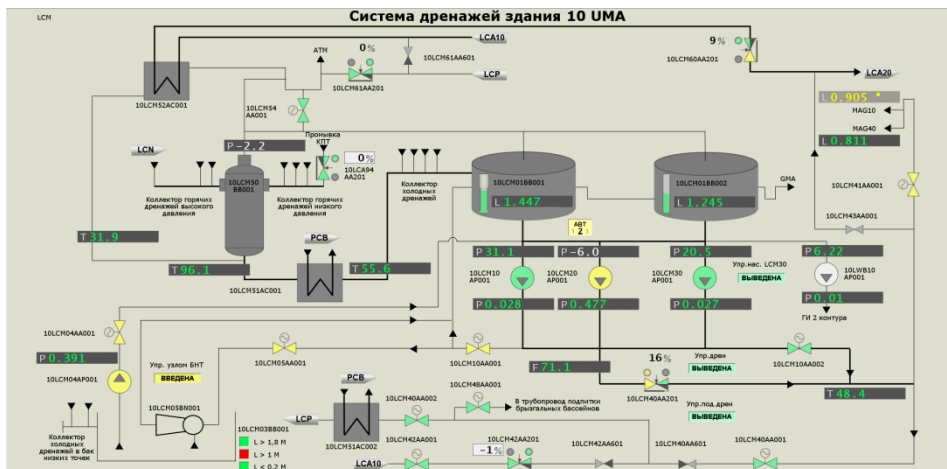 LCM
Система дренажей здания 10 UMA
LCA10
АТМ
0%
10LCM61AA601
9%
10LCM60AA201
LCA20
LCP
10LCM61AA201
10LCM52AC001
10LCM54
AA001
L 0.905
MAG10
MAG40
L 0.811
Промывка
КПТ
P -2.2
LCN
0%
10LCA94
AA201
10LCM50
BB001
Коллектор горячих
дренажей высокого
давления
Коллектор горячих
дренажей низкого
давления
Коллектор
холодных
дренажей
10LCM01BB001
L 1.447
10LCM01BB002
L 1.245
GMA
10LCM41AA001
10LCM43AA001
АВТ
2
T 31.9
T 96.1
PCB
T 55.6
10LCM51AC001
P 31.1
P -6.0
P 20.5
Упр.нас. LCM30
ВЫВЕДЕНА
P 6.22
10LCM10
AP001
10LCM20
AP001
10LCM30
AP001
10LWB10
AP001
P 0.028
P 0.477
P 0.027
P 0.01
ГИ 2 контура
10LCM04AA001
P 0.391
Упр. узлом БНТ
ВВЕДЕНА
10LCM05AA001
10LCM10AA001
F 71.1
16%
10LCM40AA201
Упр.дрен
ВЫВЕДЕНА
10LCM10AA002
T 48.4
10LCM04AP001
10LCM05BN001
PCB
10LCM40AA002
10LCM48AA001
В трубопровод подпитки
брызгальных бассейнов
Упр.под.дрен
ВЫВЕДЕНА
Коллектор
холодных
дренажей в бак
низких точек
10LCM03BB001
L > 1,8 М
L > 1 М
L < 0,2 М
LCP
10LCM51AC002
10LCM42AA001
-1%
10LCM42AA201
10LCM42AA601
10LCM40AA601
10LCM40AA001
LCA10